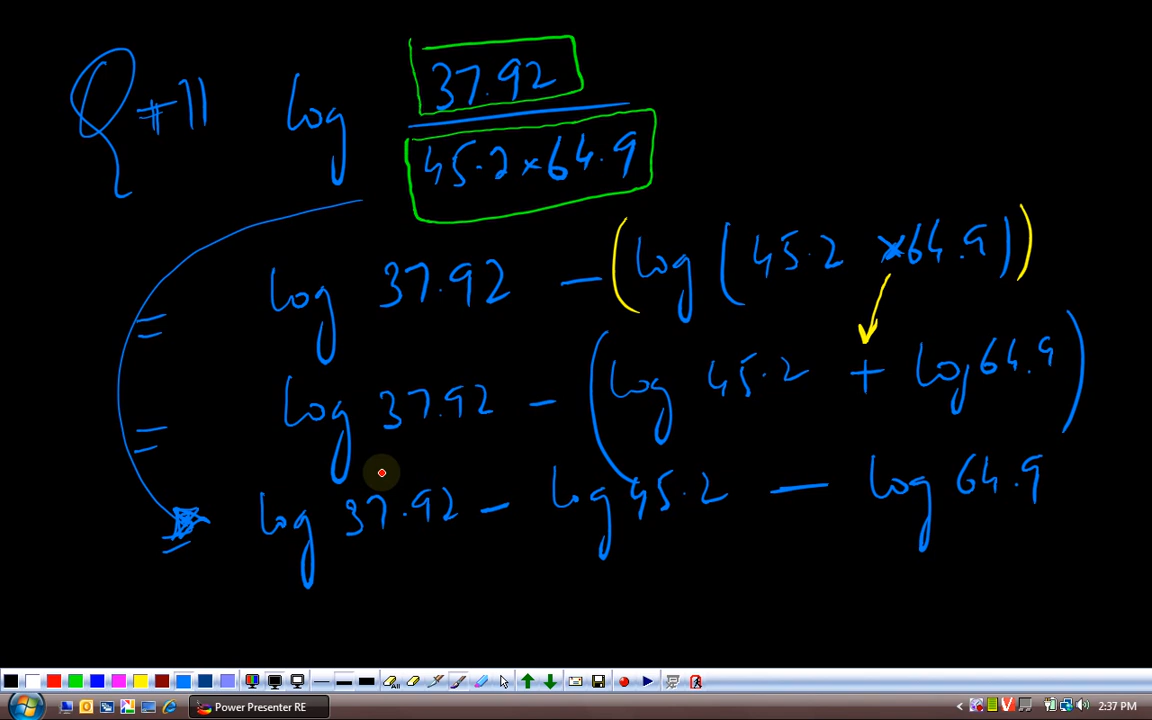 Q#11 log 37.92
45.2×64.9
log 37.92 - (log (45.2 ×64.9))
= log 37.92 - (log 45.2 + log 64.9)
= log 37.92 - log 45.2 - log 64.9
=
All
Power Presenter RE
2:37 PM